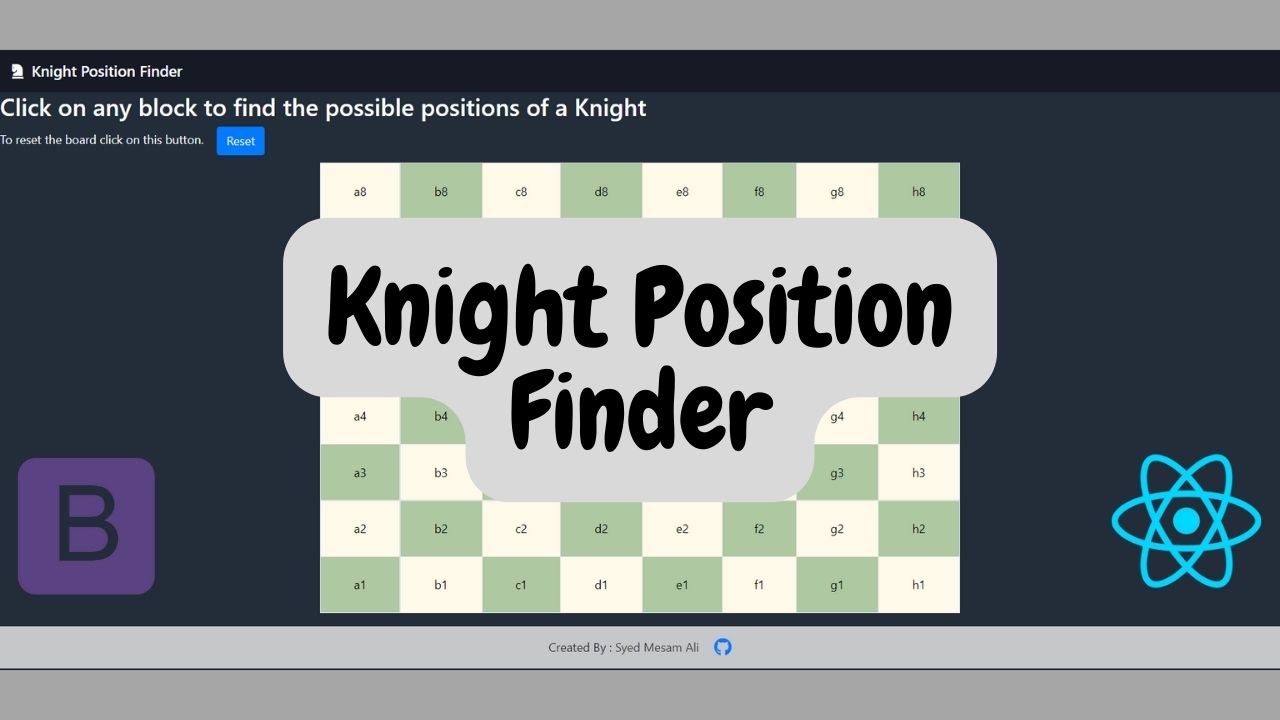 Knight Position Finder
Click on any block to find the possible positions of a Knight
To reset the board click on this button. Reset
a8 b8 c8 d8 e8 f8 g8 h8
Knight Position
Finder
a4 b4 g4 h4
a3 b3 g3 h3
a2 b2 c2 d2 e2 f2 g2 h2
B
a1 b1 c1 d1 e1 f1 g1 h1
Created By : Syed Mesam Ali